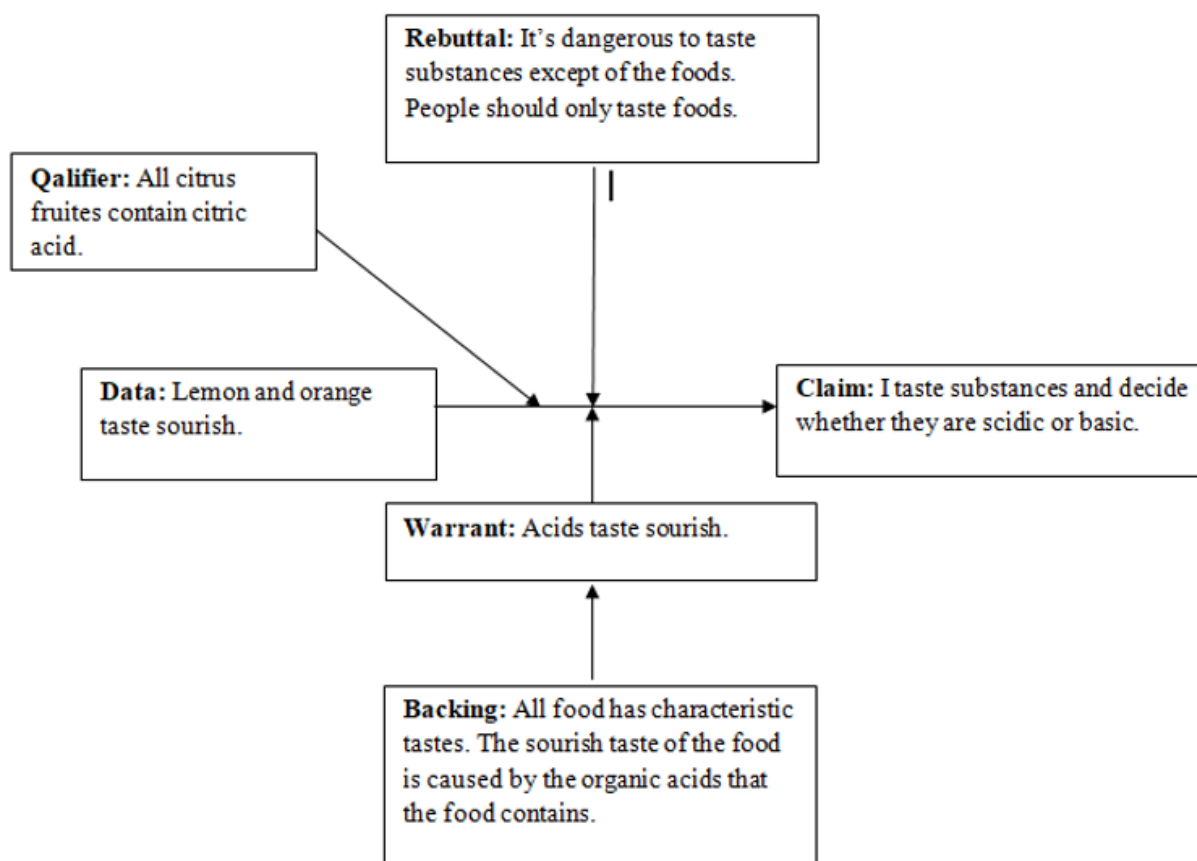 Rebuttal: It's dangerous to taste
substances except of the foods.
People should only taste foods.
Qalifier: All citrus
fruites contain citric
acid.
Data: Lemon and orange
taste sourish.
Claim: I taste substances and decide
whether they are scidic or basic.
Warrant: Acids taste sourish.
Backing: All food has characteristic
tastes. The sourish taste of the food
is caused by the organic acids that
the food contains.